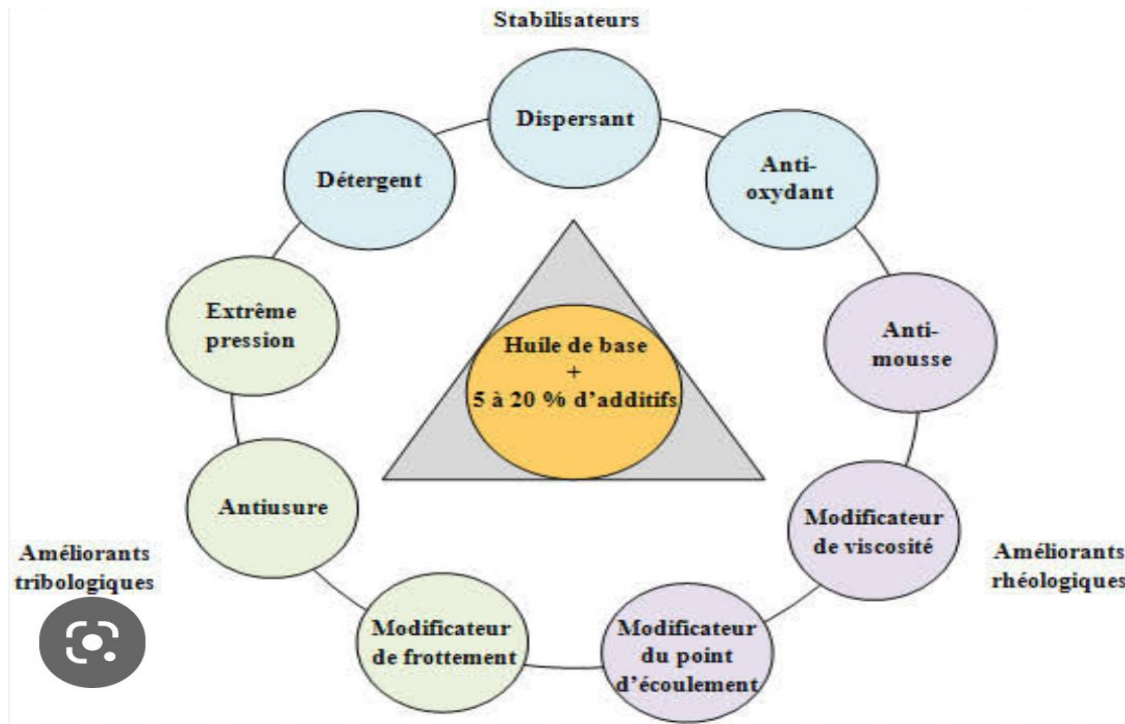 Stabilisateurs
Dispersant
Détergent
Anti-
oxydant
Extrême
pression
Anti-
mousse
Huile de base
+
5 à 20 % d’additifs
Antiusure
Modificateur
de viscosité
Améliorants
tribologiques
Améliorants
rhéologiques
Modificateur
de frottement
Modificateur
du point
d’écoulement